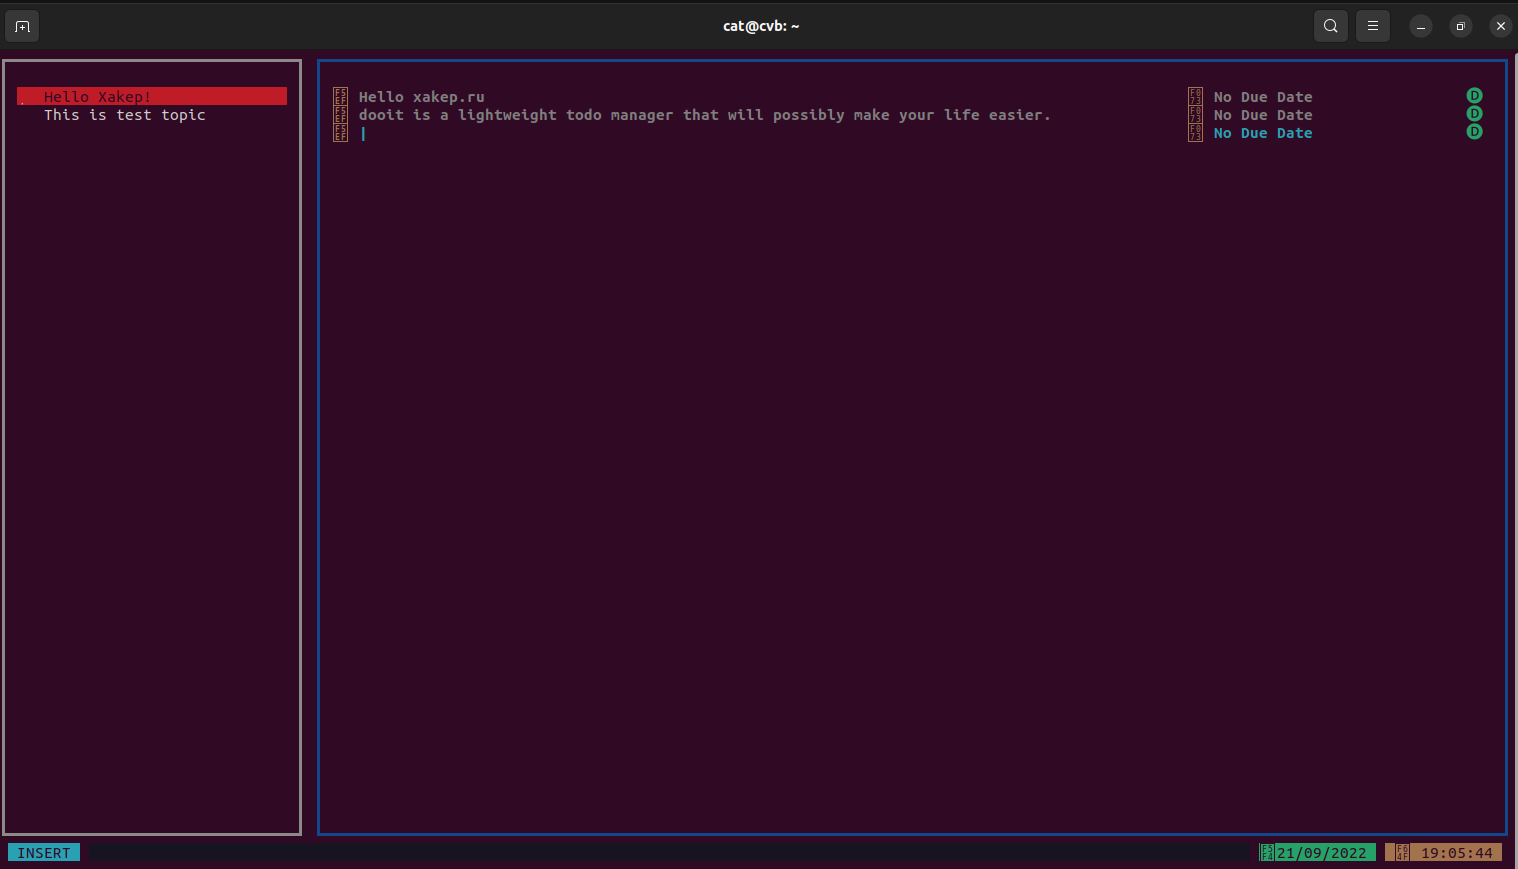 cat@cvb: ~
Hello Xakep!
This is test topic
Hello xakep.ru No Due Date D
dooit is a lightweight todo manager that will possibly make your life easier. No Due Date D
No Due Date D
INSERT 21/09/2022 19:05:44